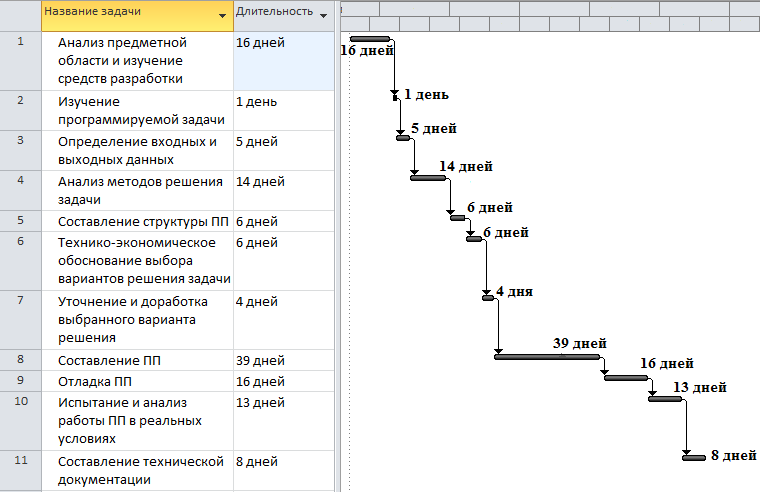 Название задачи Длительность
1 Анализ предметной 16 дней
области и изучение
средств разработки
2 Изучение 1 день
программируемой задачи
3 Определение входных и 5 дней
выходных данных
4 Анализ методов решения 14 дней
задачи
5 Составление структуры ПП 6 дней
6 Технико-экономическое 6 дней
обоснование выбора
вариантов решения задачи
7 Уточнение и доработка 4 дня
выбранного варианта
решения
8 Составление ПП 39 дней
9 Отладка ПП 16 дней
10 Испытание и анализ 13 дней
работы ПП в реальных
условиях
11 Составление технической 8 дней
документации
16 дней
1 день
5 дней
14 дней
6 дней
6 дней
4 дня
39 дней
16 дней
13 дней
8 дней